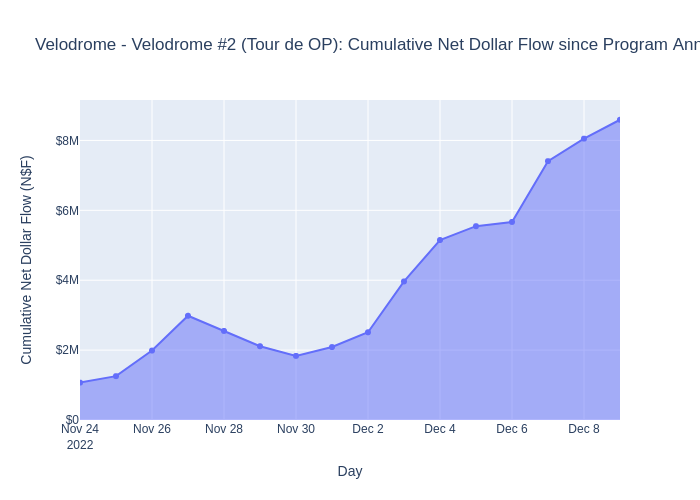 Velodrome - Velodrome #2 (Tour de OP): Cumulative Net Dollar Flow since Program Ann
Cumulative Net Dollar Flow (N$F)
$8M
$6M
$4M
$2M
$0
Nov 24 Nov 26 Nov 28 Nov 30 Dec 2 Dec 4 Dec 6 Dec 8
2022
Day